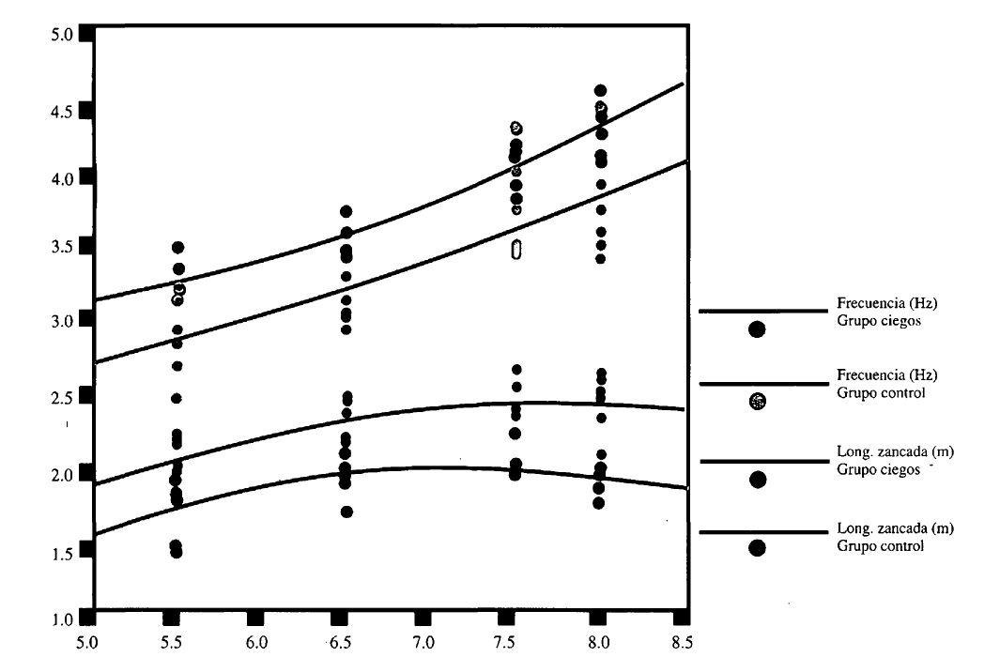 5.0
4.5
4.0
3.5
3.0
2.5
2.0
1.5
1.0
5.0 5.5 6.0 6.5 7.0 7.5 8.0 8.5
Frecuencia (Hz)
Grupo ciegos
Frecuencia (Hz)
Grupo control
Long. zancada (m)
Grupo ciegos
Long. zancada (m)
Grupo control